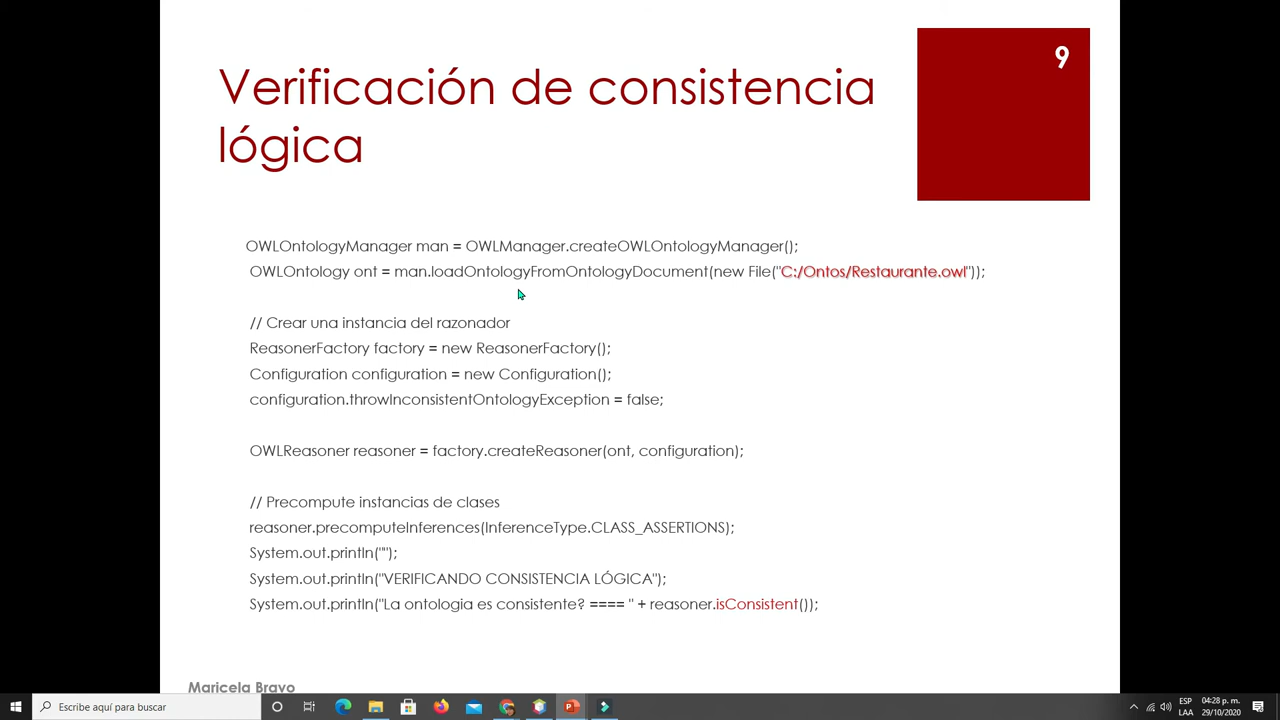 9
Verificación de consistencia
lógica
OWLOntologyManager man = OWLManager.createOWLOntologyManager();
OWLOntology ont = man.loadOntologyFromOntologyDocument(new File("C:/Ontos/Restaurante.owl"));
// Crear una instancia del razonador
ReasonerFactory factory = new ReasonerFactory();
Configuration configuration = new Configuration();
configuration.throwInconsistentOntologyException = false;
OWLReasoner reasoner = factory.createReasoner(ont, configuration);
// Precompute instancias de clases
reasoner.precomputeInferences(InferenceType.CLASS_ASSERTIONS);
System.out.println("");
System.out.println("VERIFICANDO CONSISTENCIA LÓGICA");
System.out.println("La ontologia es consistente? ==== " + reasoner.isConsistent());
Maricela Bravo
Escribe aquí para buscar
ESP
LAA
04:28 p. m.
29/10/2020